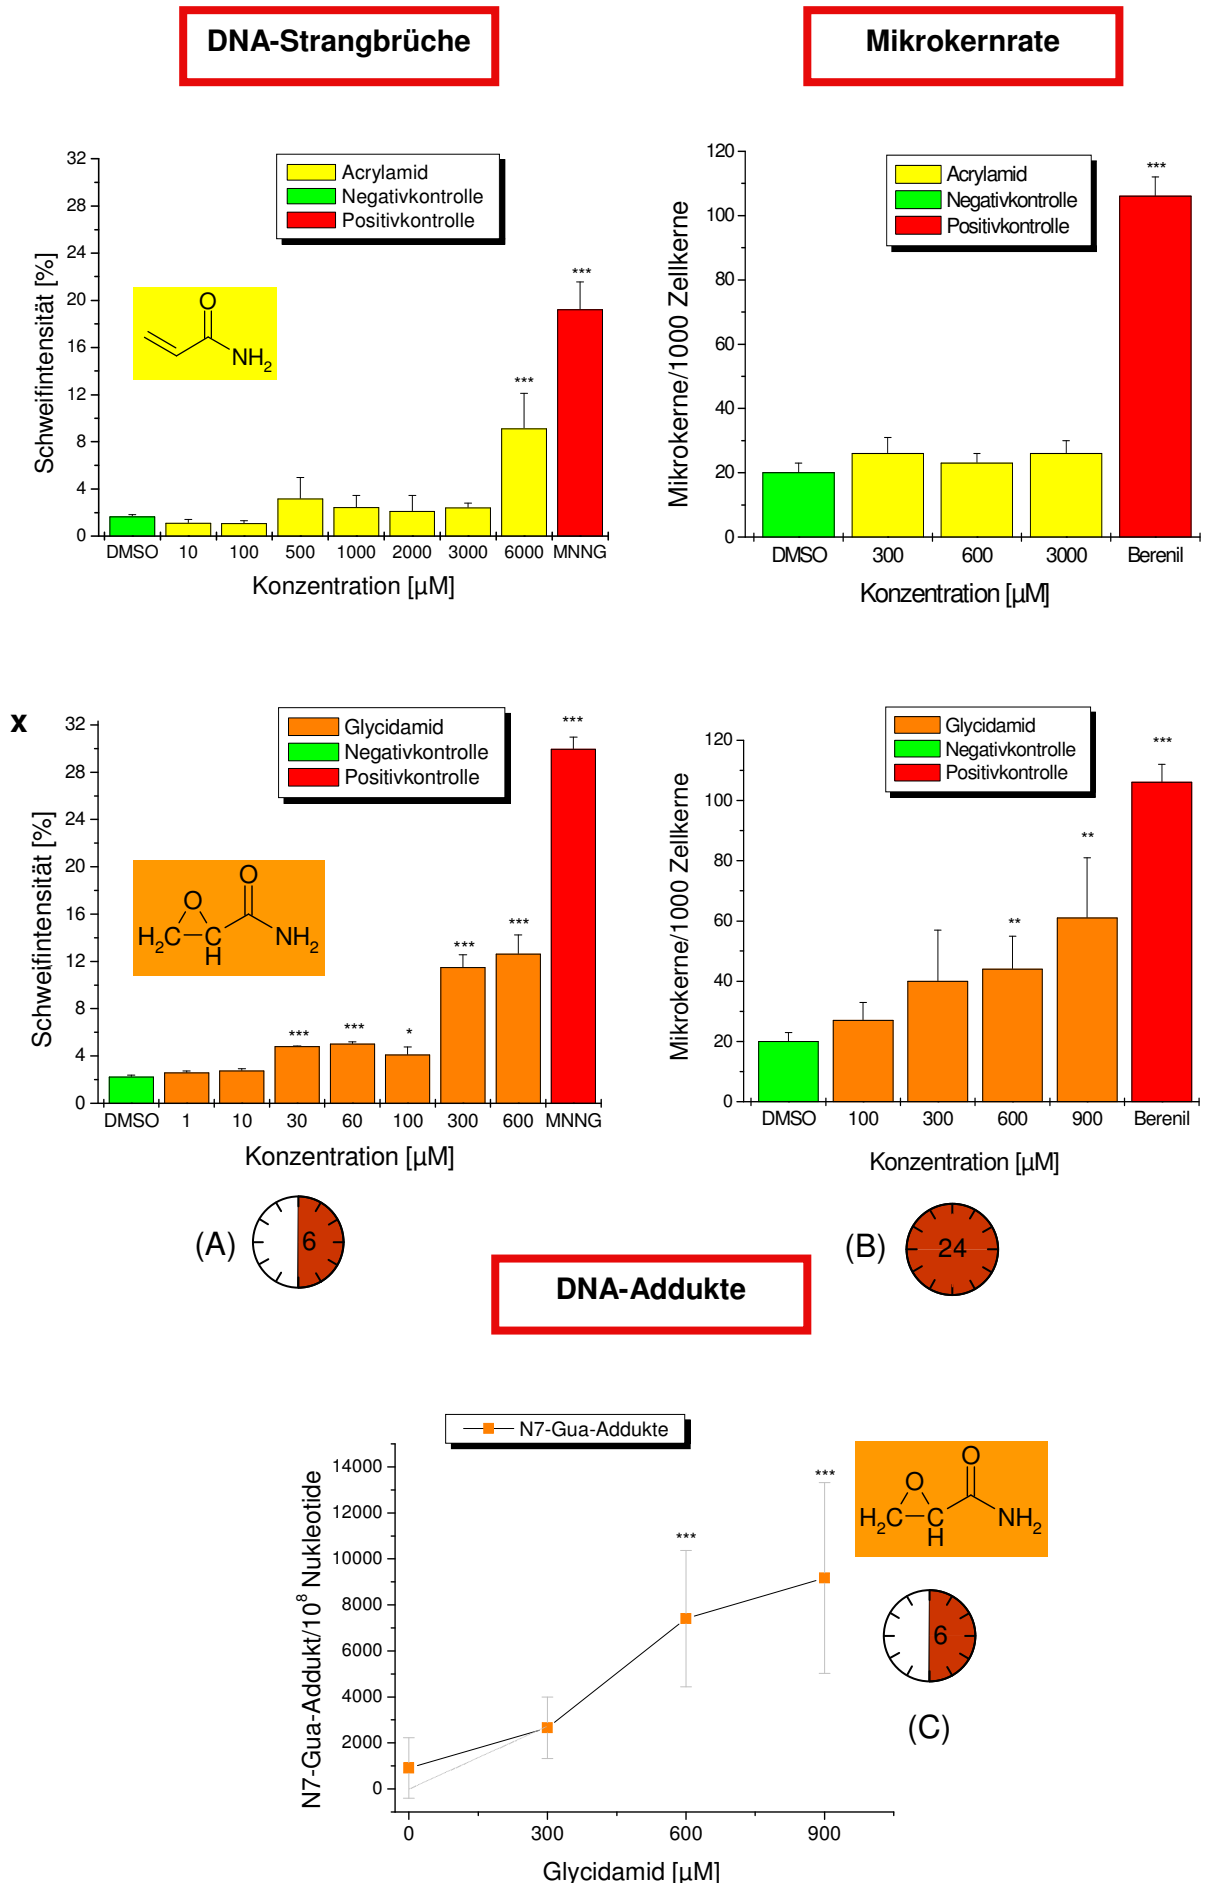 DNA-Strangbrüche
Mikrokernrate
Acrylamid
Negativkontrolle
Positivkontrolle
Schweifintensität [%]
32
28
24
20
16
12
8
4
0
O
NH2
***
***
DMSO 10 100 500 1000 2000 3000 6000 MNNG
Konzentration [µM]
Acrylamid
Negativkontrolle
Positivkontrolle
Mikrokerne/1000 Zellkerne
120
100
80
60
40
20
0
***
DMSO 300 600 3000 Berenil
Konzentration [µM]
x
Glycidamid
Negativkontrolle
Positivkontrolle
Schweifintensität [%]
32
28
24
20
16
12
8
4
0
O
O
H2C C NH2
H
*** *** * *** *** ***
DMSO 1 10 30 60 100 300 600 MNNG
Konzentration [µM]
Glycidamid
Negativkontrolle
Positivkontrolle
Mikrokerne/1000 Zellkerne
120
100
80
60
40
20
0
** ** ***
DMSO 100 300 600 900 Berenil
Konzentration [µM]
(A) 6
(B) 24
DNA-Addukte
N7-Gua-Addukte
N7-Gua-Addukt/10^8 Nukleotide
14000
12000
10000
8000
6000
4000
2000
0
*** ***
0 300 600 900
Glycidamid [µM]
O
O
H2C C NH2
H
6
(C)